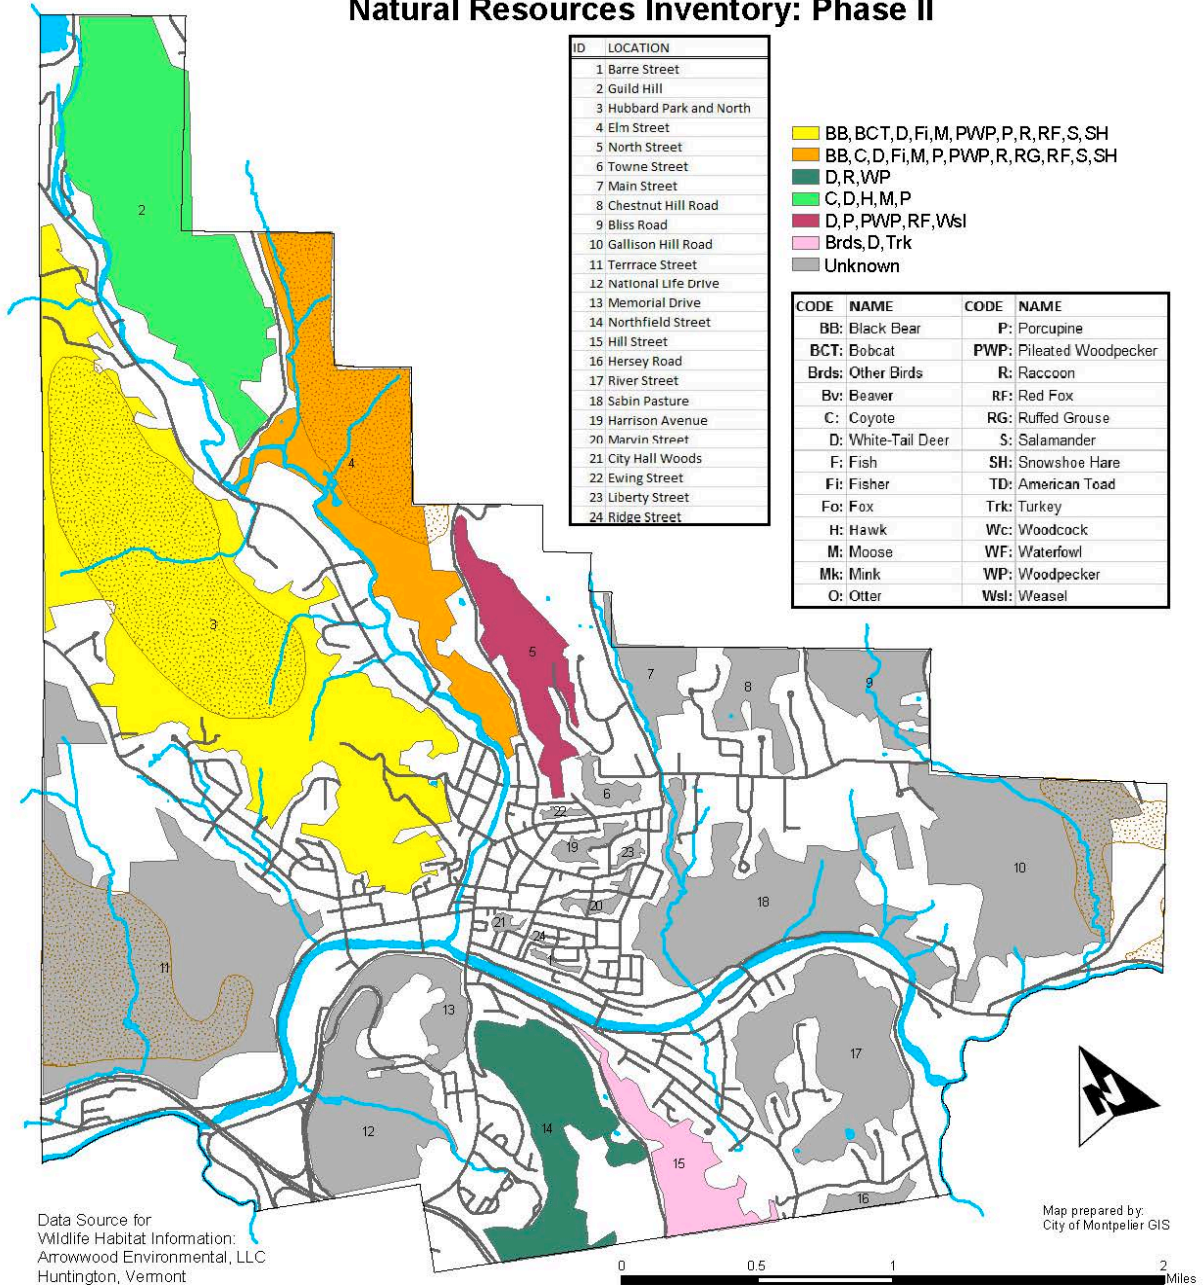 Natural Resources Inventory: Phase II
ID LOCATION
1 Barre Street
2 Guild Hill
3 Hubbard Park and North
4 Elm Street
5 North Street
6 Towne Street
7 Main Street
8 Chestnut Hill Road
9 Bliss Road
10 Gallison Hill Road
11 Terrrace Street
12 National Life Drive
13 Memorial Drive
14 Northfield Street
15 Hill Street
16 Hersey Road
17 River Street
18 Sabin Pasture
19 Harrison Avenue
20 Marvin Street
21 City Hall Woods
22 Ewing Street
23 Liberty Street
24 Ridge Street
BB,BCT,D,Fi,M,PWP,P,R,RF,S,SH
BB,C,D,Fi,M,P,PWP,R,RG,RF,S,SH
D,R,WP
C,D,H,M,P
D,P,PWP,RF,Wsl
Brds,D,Trk
Unknown
CODE NAME CODE NAME
BB: Black Bear P: Porcupine
BCT: Bobcat PWP: Pileated Woodpecker
Brds: Other Birds R: Raccoon
Bv: Beaver RF: Red Fox
C: Coyote RG: Ruffed Grouse
D: White-Tail Deer S: Salamander
F: Fish SH: Snowshoe Hare
Fi: Fisher TD: American Toad
Fo: Fox Trk: Turkey
H: Hawk Wc: Woodcock
M: Moose WF: Waterfowl
Mk: Mink WP: Woodpecker
O: Otter Wsl: Weasel
2
4
3
5
7
8
9
6
22
19
23
10
20
18
21
24
1
11
13
17
12
14
15
16
N
Data Source for
Wildlife Habitat Information:
Arrowwood Environmental, LLC
Huntington, Vermont
Map prepared by:
City of Montpelier GIS
0 0.5 1 2
Miles